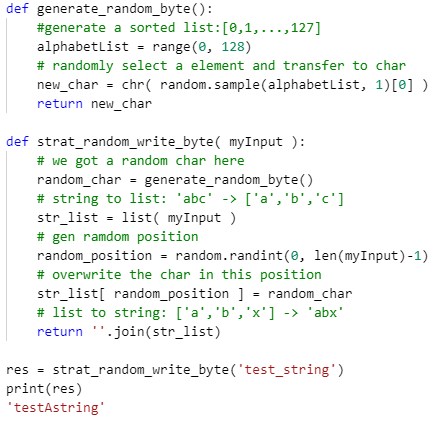 def generate_random_byte():
    #generate a sorted list:[0,1,...,127]
    alphabetList = range(0, 128)
    # randomly select a element and transfer to char
    new_char = chr( random.sample(alphabetList, 1)[0] )
    return new_char

def strat_random_write_byte( myInput ):
    # we got a random char here
    random_char = generate_random_byte()
    # string to list: 'abc' -> ['a','b','c']
    str_list = list( myInput )
    # gen ramdom position
    random_position = random.randint(0, len(myInput)-1)
    # overwrite the char in this position
    str_list[ random_position ] = random_char
    # list to string: ['a','b','x'] -> 'abx'
    return ''.join(str_list)

res = strat_random_write_byte('test_string')
print(res)
'testAstring'